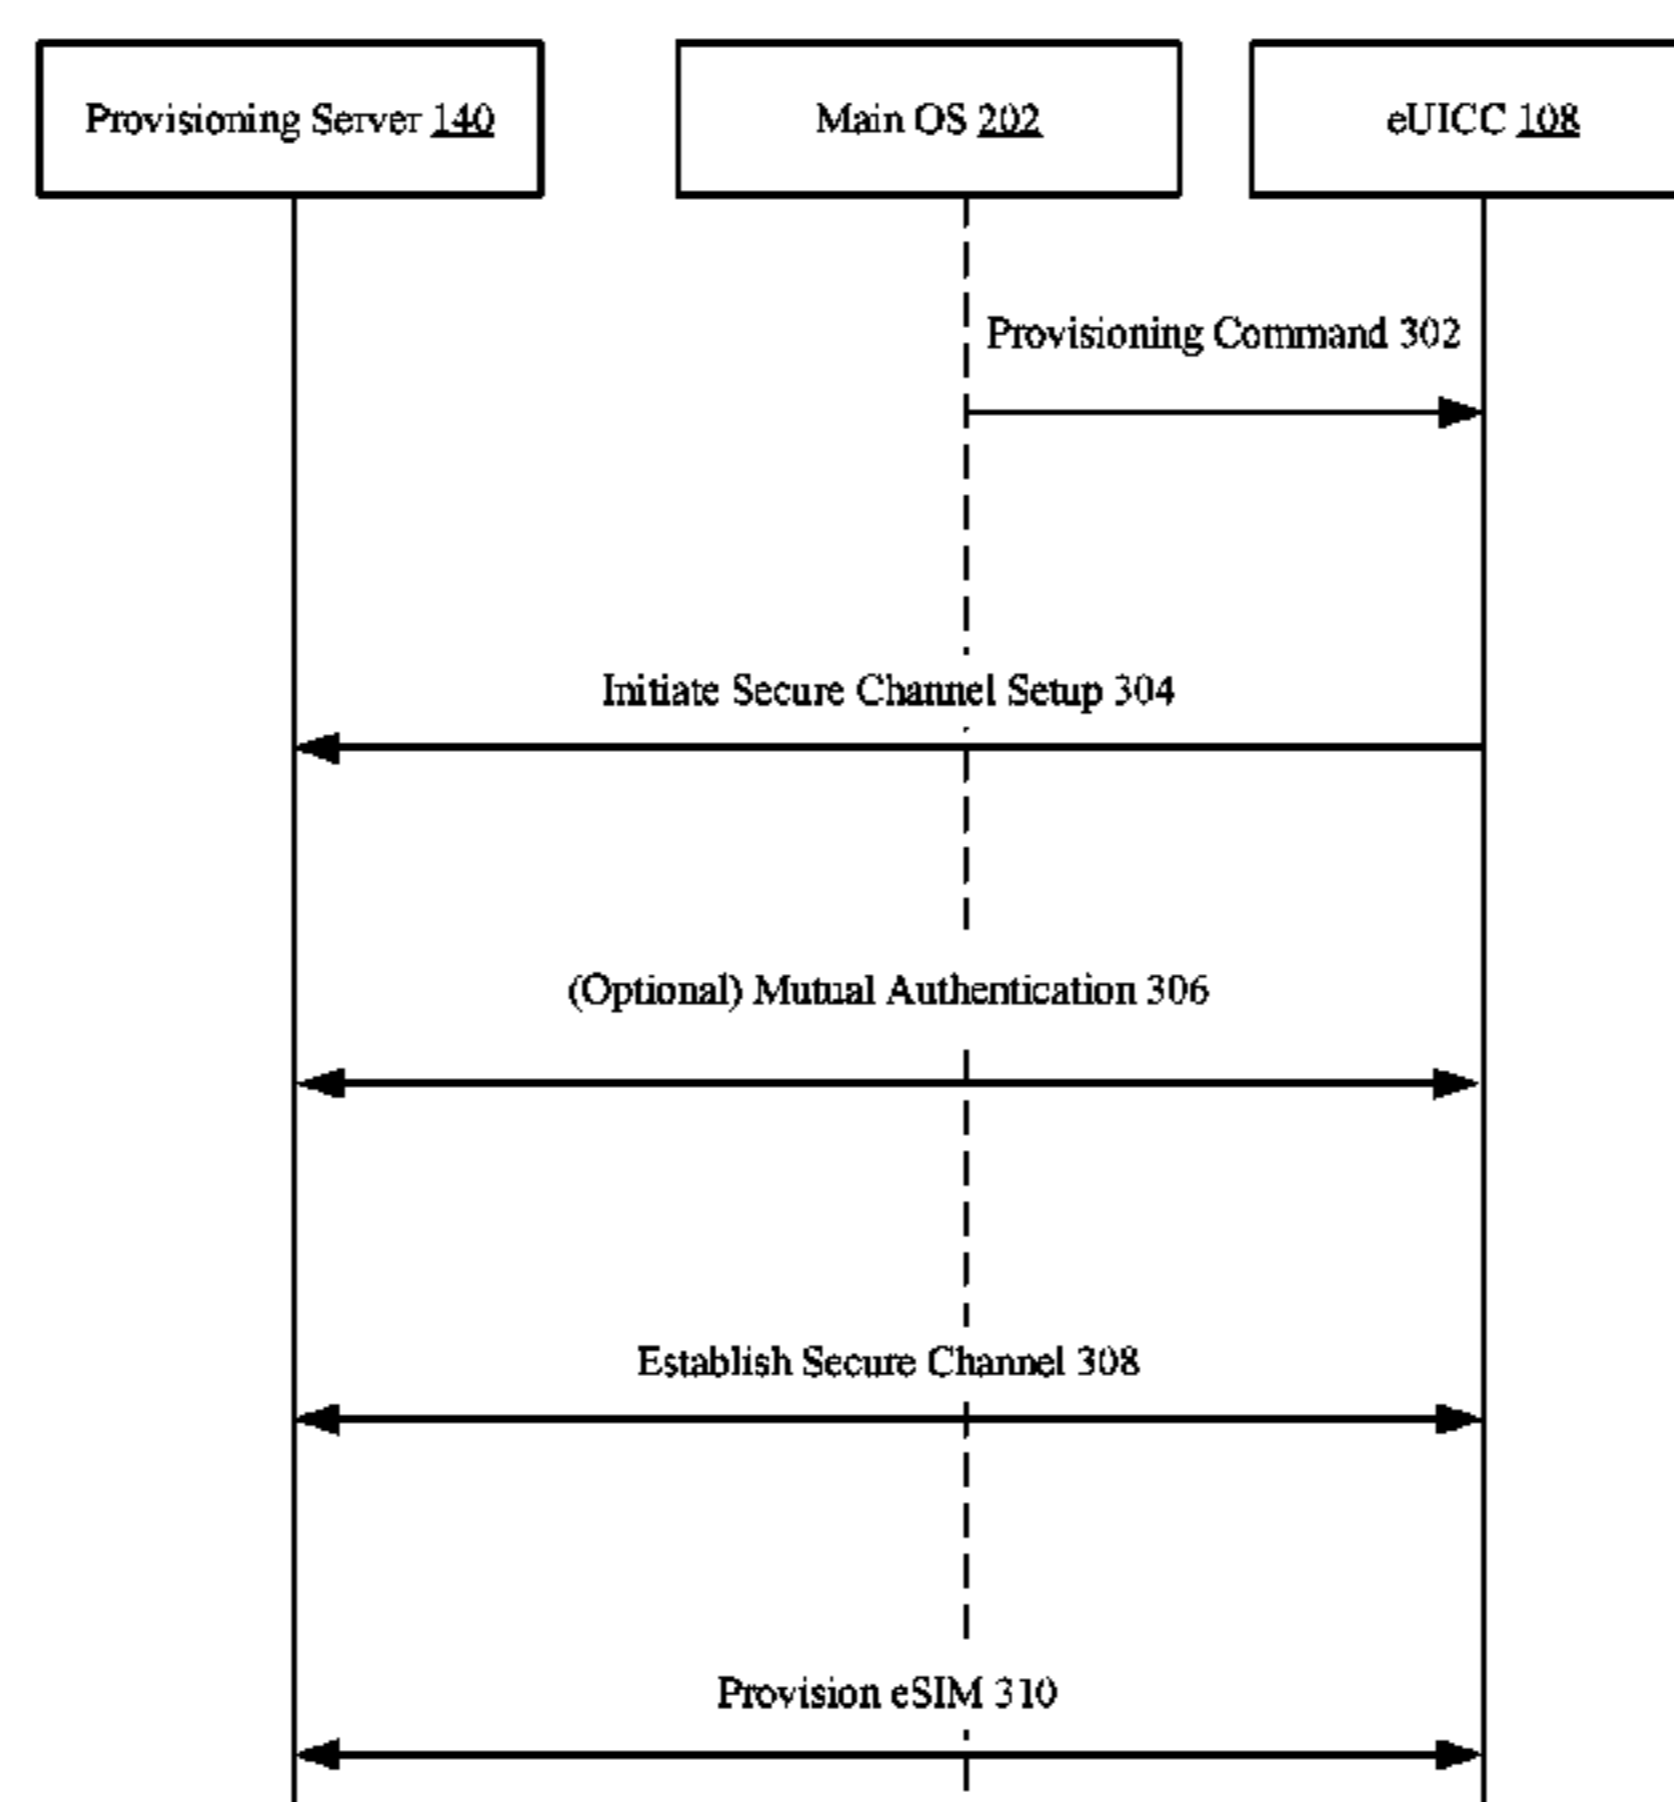 Provisioning Server 140
Main OS 202
eUICC 108
Provisioning Command 302
Initiate Secure Channel Setup 304
(Optional) Mutual Authentication 306
Establish Secure Channel 308
Provision eSIM 310